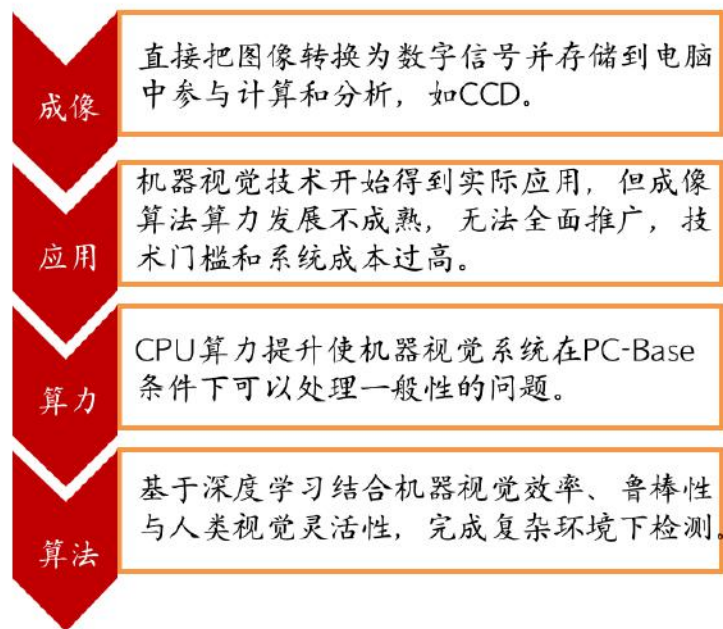 成像
直接把图像转换为数字信号并存储到电脑
中参与计算和分析，如CCD。
应用
机器视觉技术开始得到实际应用，但成像
算法算力发展不成熟，无法全面推广，技
术门槛和系统成本过高。
算力
CPU算力提升使机器视觉系统在PC-Base
条件下可以处理一般性的问题。
算法
基于深度学习结合机器视觉效率、鲁棒性
与人类视觉灵活性，完成复杂环境下检测。